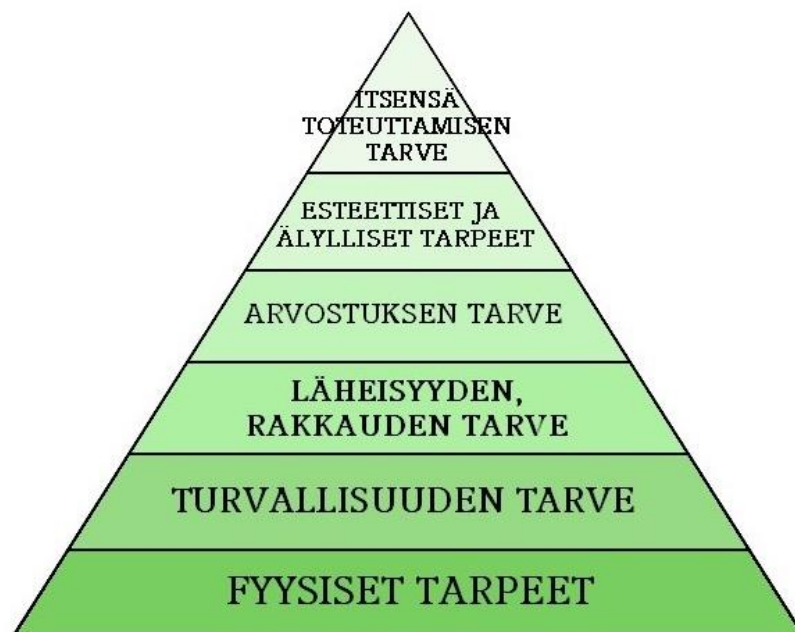 ITSENSÄ
TOTEUTTAMISEN
TARVE
ESTEETTISET JA
ÄLYLLISET TARPEET
ARVOSTUKSEN TARVE
LÄHEISYYDEN,
RAKKAUDEN TARVE
TURVALLISUUDEN TARVE
FYYSISET TARPEET